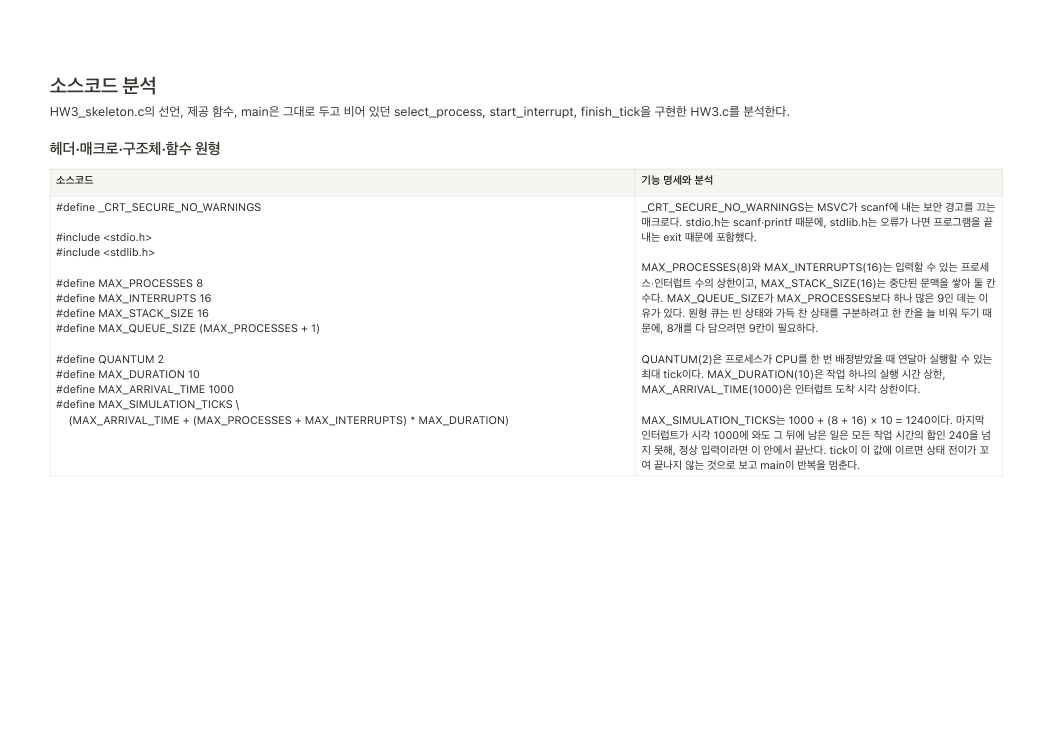 소스코드 분석
HW3_skeleton.c의 선언, 제공 함수, main은 그대로 두고 비어 있던 select_process, start_interrupt, finish_tick을 구현한 HW3.c를 분석한다.
헤더·매크로·구조체·함수 원형
소스코드
#define _CRT_SECURE_NO_WARNINGS
#include <stdio.h>
#include <stdlib.h>
#define MAX_PROCESSES 8
#define MAX_INTERRUPTS 16
#define MAX_STACK_SIZE 16
#define MAX_QUEUE_SIZE (MAX_PROCESSES + 1)
#define QUANTUM 2
#define MAX_DURATION 10
#define MAX_ARRIVAL_TIME 1000
#define MAX_SIMULATION_TICKS \
(MAX_ARRIVAL_TIME + (MAX_PROCESSES + MAX_INTERRUPTS) * MAX_DURATION)
기능 명세와 분석
_CRT_SECURE_NO_WARNINGS는 MSVC가 scanf에 내는 보안 경고를 끄는
매크로다. stdio.h는 scanf·printf 때문에, stdlib.h는 오류가 나면 프로그램을 끝
내는 exit 때문에 포함했다.
MAX_PROCESSES(8)와 MAX_INTERRUPTS(16)는 입력할 수 있는 프로세
스·인터럽트 수의 상한이고, MAX_STACK_SIZE(16)는 중단된 문맥을 쌓아 둘 칸
수다. MAX_QUEUE_SIZE가 MAX_PROCESSES보다 하나 많은 9인 데는 이
유가 있다. 원형 큐는 빈 상태와 가득 찬 상태를 구분하려고 한 칸을 늘 비워 두기 때
문에, 8개를 다 담으려면 9칸이 필요하다.
QUANTUM(2)은 프로세스가 CPU를 한 번 배정받았을 때 연달아 실행할 수 있는
최대 tick이다. MAX_DURATION(10)은 작업 하나의 실행 시간 상한,
MAX_ARRIVAL_TIME(1000)은 인터럽트 도착 시각 상한이다.
MAX_SIMULATION_TICKS는 1000 + (8 + 16) × 10 = 1240이다. 마지막
인터럽트가 시각 1000에 와도 그 뒤에 남은 일은 모든 작업 시간의 합인 240을 넘
지 못해, 정상 입력이라면 이 안에서 끝난다. tick이 이 값에 이르면 상태 전이가 꼬
여 끝나지 않는 것으로 보고 main이 반복을 멈춘다.